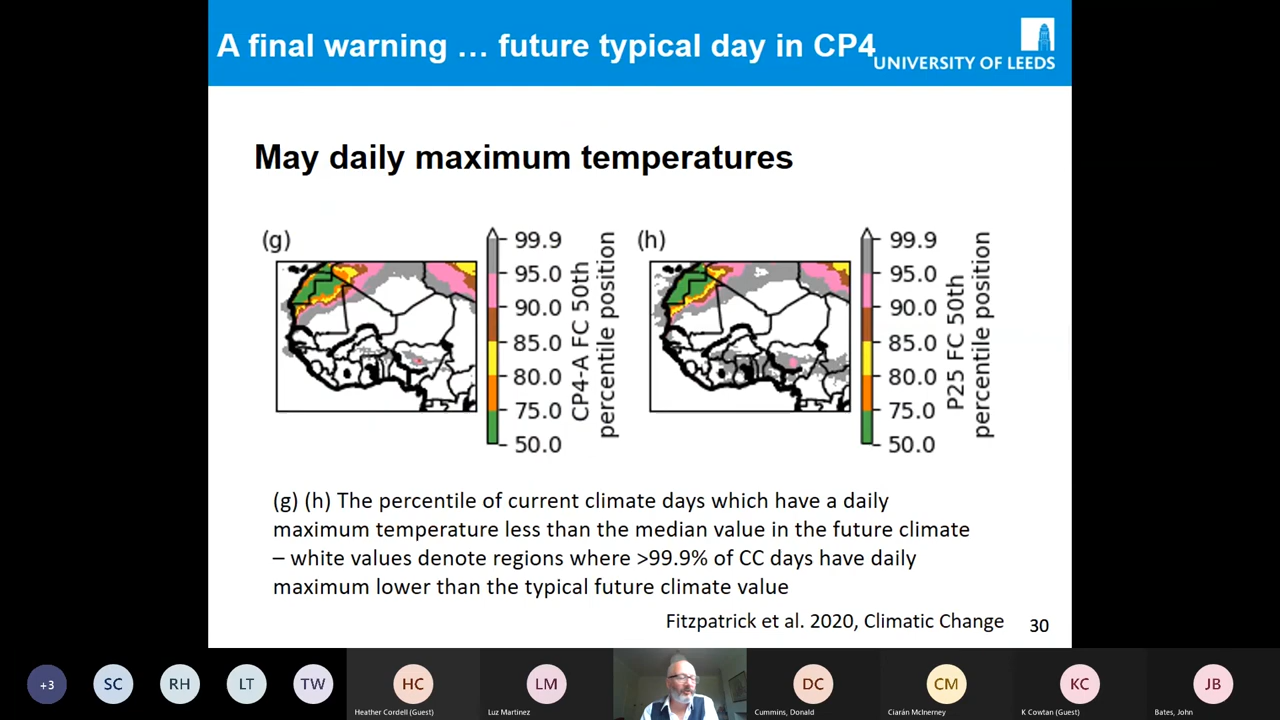 A final warning … future typical day in CP4
UNIVERSITY OF LEEDS
May daily maximum temperatures
(g)
99.9
95.0
90.0
85.0
80.0
75.0
50.0
CP4-A FC 50th
percentile position
(h)
99.9
95.0
90.0
85.0
80.0
75.0
50.0
P25 FC 50th
percentile position
(g) (h) The percentile of current climate days which have a daily
maximum temperature less than the median value in the future climate
– white values denote regions where >99.9% of CC days have daily
maximum lower than the typical future climate value
Fitzpatrick et al. 2020, Climatic Change
30
+3
SC
RH
LT
TW
HC
Heather Cordell (Guest)
LM
Luz Martinez
DC
Cummins, Donald
CM
Ciarán McInerney
KC
K Cowtan (Guest)
JB
Bates, John